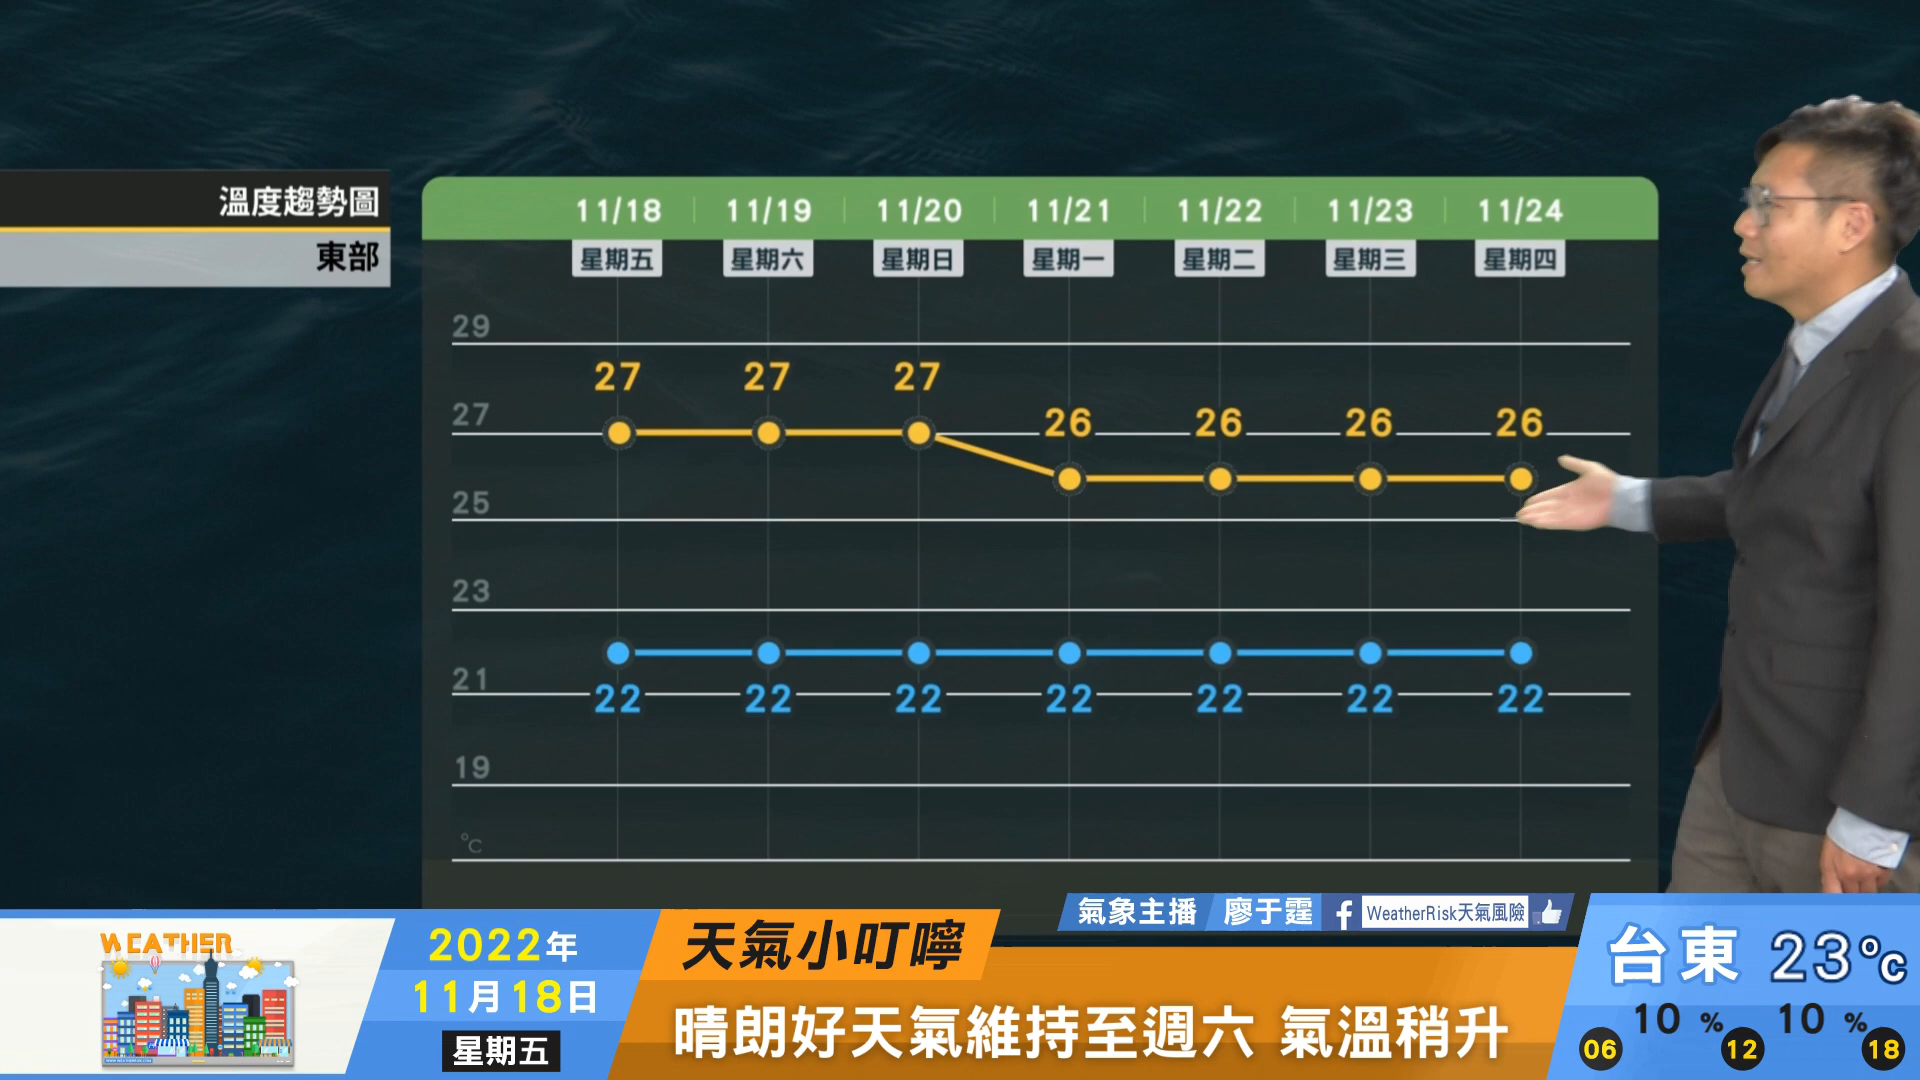 溫度趨勢圖
東部
11/18 11/19 11/20 11/21 11/22 11/23 11/24
星期五 星期六 星期日 星期一 星期二 星期三 星期四
29
27 27 27
27
26 26 26 26
25
23
21
22 22 22 22 22 22 22
19
°C
氣象主播 廖于霆 f WeatherRisk天氣風險
WEATHER
2022年
11月18日
星期五
天氣小叮嚀
晴朗好天氣維持至週六 氣溫稍升
台東 23°C
10 % 10 %
06 12 18